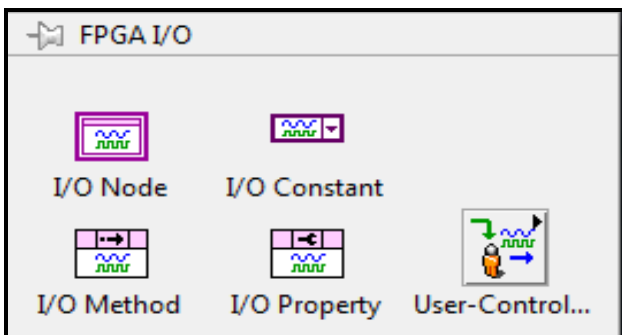 FPGA I/O
I/O Node
I/O Constant
I/O Method
I/O Property
User-Control...